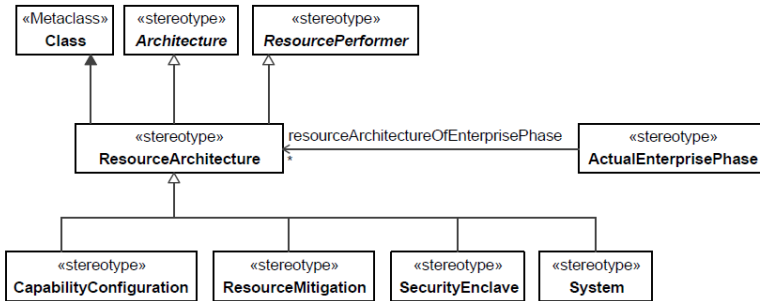 «Metaclass»
Class
«stereotype»
Architecture
«stereotype»
ResourcePerformer
«stereotype»
ResourceArchitecture
resourceArchitectureOfEnterprisePhase
*
«stereotype»
ActualEnterprisePhase
«stereotype»
CapabilityConfiguration
«stereotype»
ResourceMitigation
«stereotype»
SecurityEnclave
«stereotype»
System